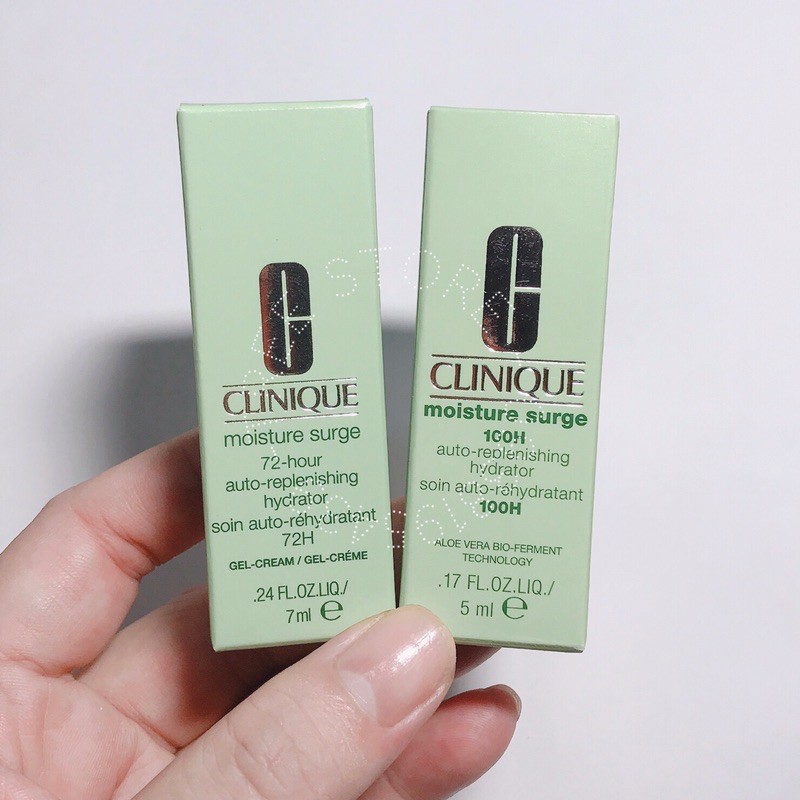 CLINIQUE
moisture surge
72-hour
auto-replenishing
hydrator
soin auto-réhydratant
72H
GEL-CREAM / GEL-CRÉME
.24 FL.OZ.LIQ./
7ml e
CLINIQUE
moisture surge
100H
auto-replenishing
hydrator
soin auto-réhydratant
100H
ALOE VERA BIO-FERMENT
TECHNOLOGY
.17 FL.OZ.LIQ./
5 ml e
STORE